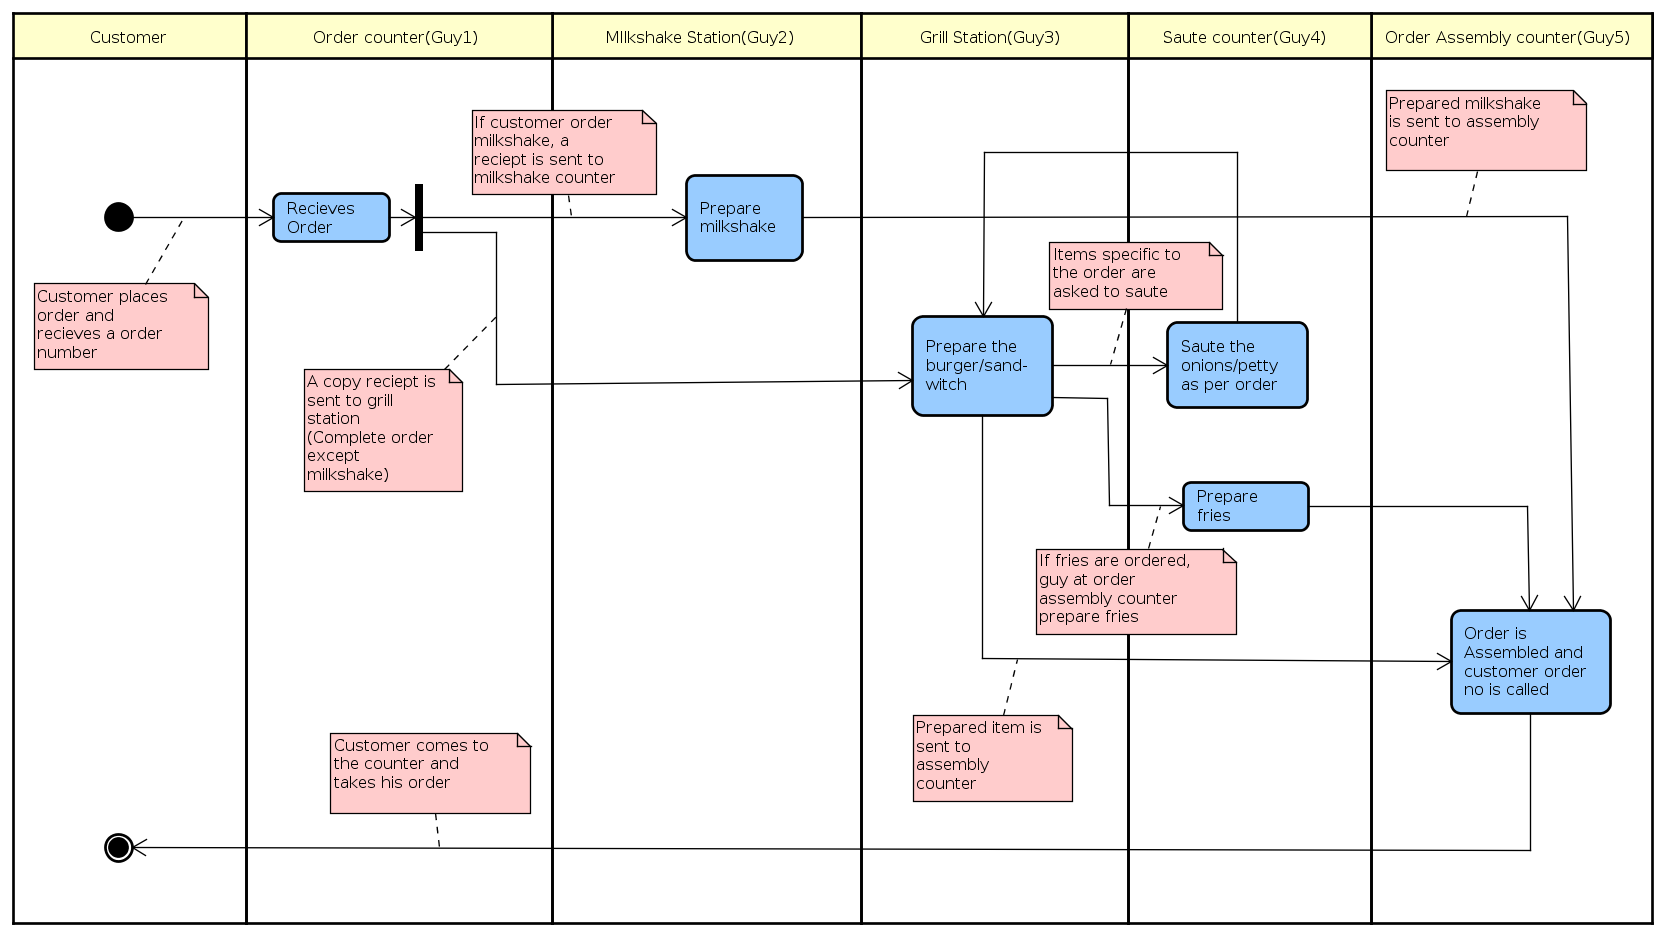 Customer
Order counter(Guy1)
MIlkshake Station(Guy2)
Grill Station(Guy3)
Saute counter(Guy4)
Order Assembly counter(Guy5)
If customer order
milkshake, a
reciept is sent to
milkshake counter
Prepared milkshake
is sent to assembly
counter
Recieves
Order
Prepare
milkshake
Items specific to
the order are
asked to saute
Customer places
order and
recieves a order
number
A copy reciept is
sent to grill
station
(Complete order
except
milkshake)
Prepare the
burger/sand-
witch
Saute the
onions/petty
as per order
Prepare
fries
If fries are ordered,
guy at order
assembly counter
prepare fries
Order is
Assembled and
customer order
no is called
Prepared item is
sent to
assembly
counter
Customer comes to
the counter and
takes his order